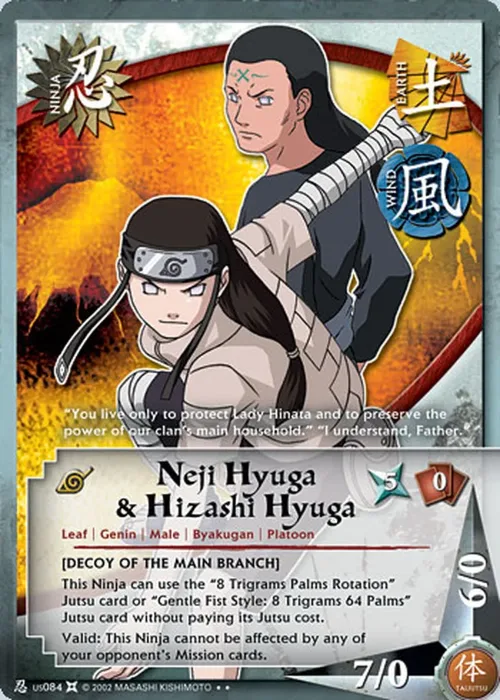 NINJA
忍
EARTH
土
WIND
風
"You live only to protect Lady Hinata and to preserve the
power of our clan's main household." "I understand, Father."
Neji Hyuga
& Hizashi Hyuga
5
0
Leaf | Genin | Male | Byakugan | Platoon
[DECOY OF THE MAIN BRANCH]
This Ninja can use the "8 Trigrams Palms Rotation"
Jutsu card or "Gentle Fist Style: 8 Trigrams 64 Palms"
Jutsu card without paying its Jutsu cost.
Valid: This Ninja cannot be affected by any of
your opponent's Mission cards.
6/0
7/0
体
TAIJUTSU
US084 © 2002 MASASHI KISHIMOTO